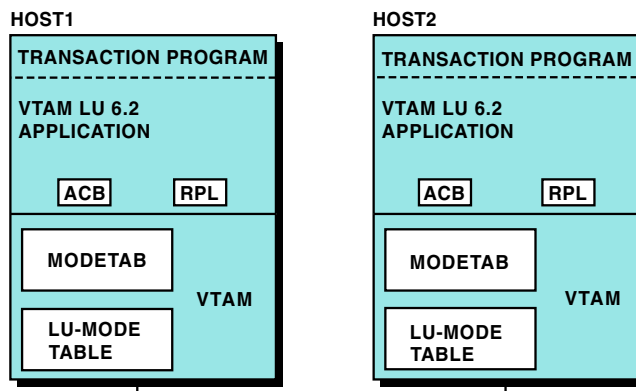 HOST1
TRANSACTION PROGRAM
VTAM LU 6.2
APPLICATION
ACB
RPL
MODETAB
VTAM
LU-MODE
TABLE
HOST2
TRANSACTION PROGRAM
VTAM LU 6.2
APPLICATION
ACB
RPL
MODETAB
VTAM
LU-MODE
TABLE